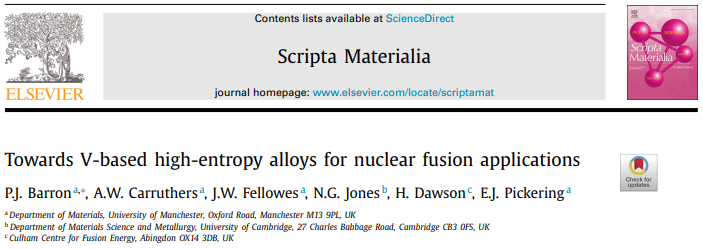 Contents lists available at ScienceDirect
Scripta Materialia
journal homepage: www.elsevier.com/locate/scriptamat
ELSEVIER
Scripta
Materialia
Towards V-based high-entropy alloys for nuclear fusion applications
Check for
updates
P.J. Barron a,∗, A.W. Carruthers a, J.W. Fellowes a, N.G. Jones b, H. Dawson c, E.J. Pickering a
a Department of Materials, University of Manchester, Oxford Road, Manchester M13 9PL, UK
b Department of Materials Science and Metallurgy, University of Cambridge, 27 Charles Babbage Road, Cambridge CB3 0FS, UK
c Culham Centre for Fusion Energy, Abingdon OX14 3DB, UK